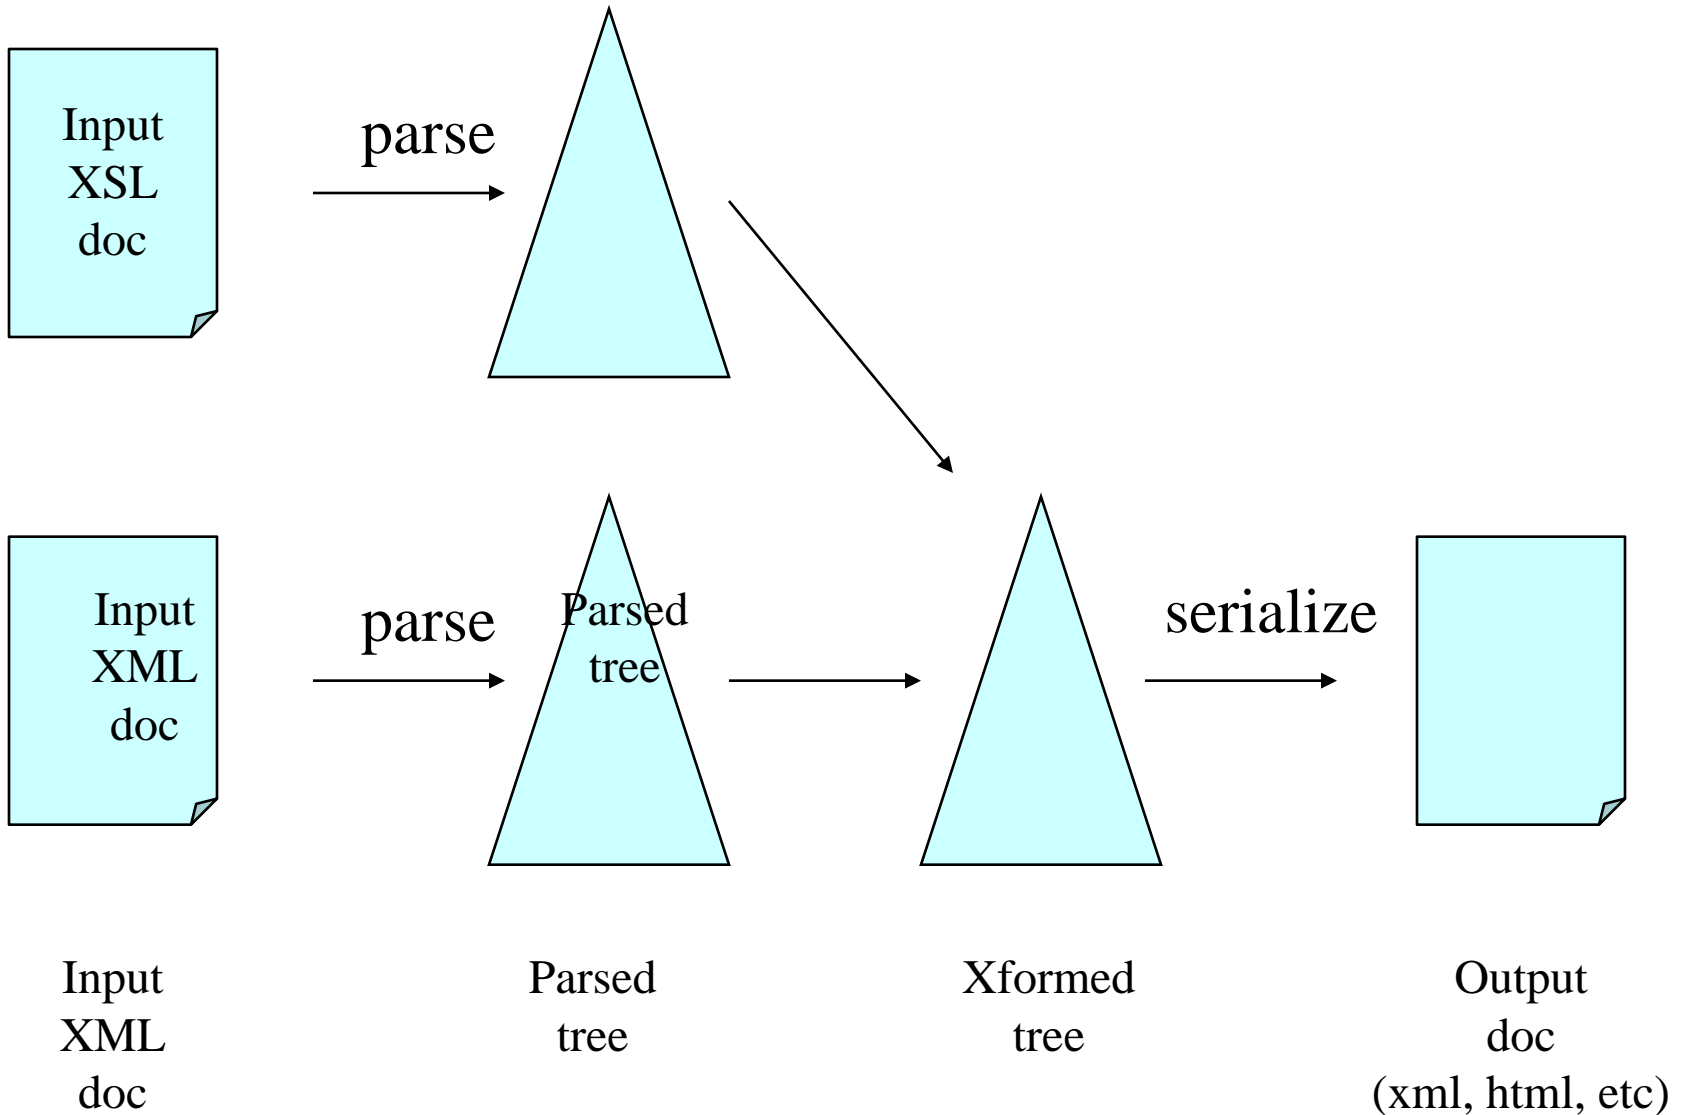 Input
XSL
doc
parse
Input
XML
doc
parse
Parsed
tree
serialize
Input
XML
doc
Parsed
tree
Xformed
tree
Output
doc
(xml, html, etc)